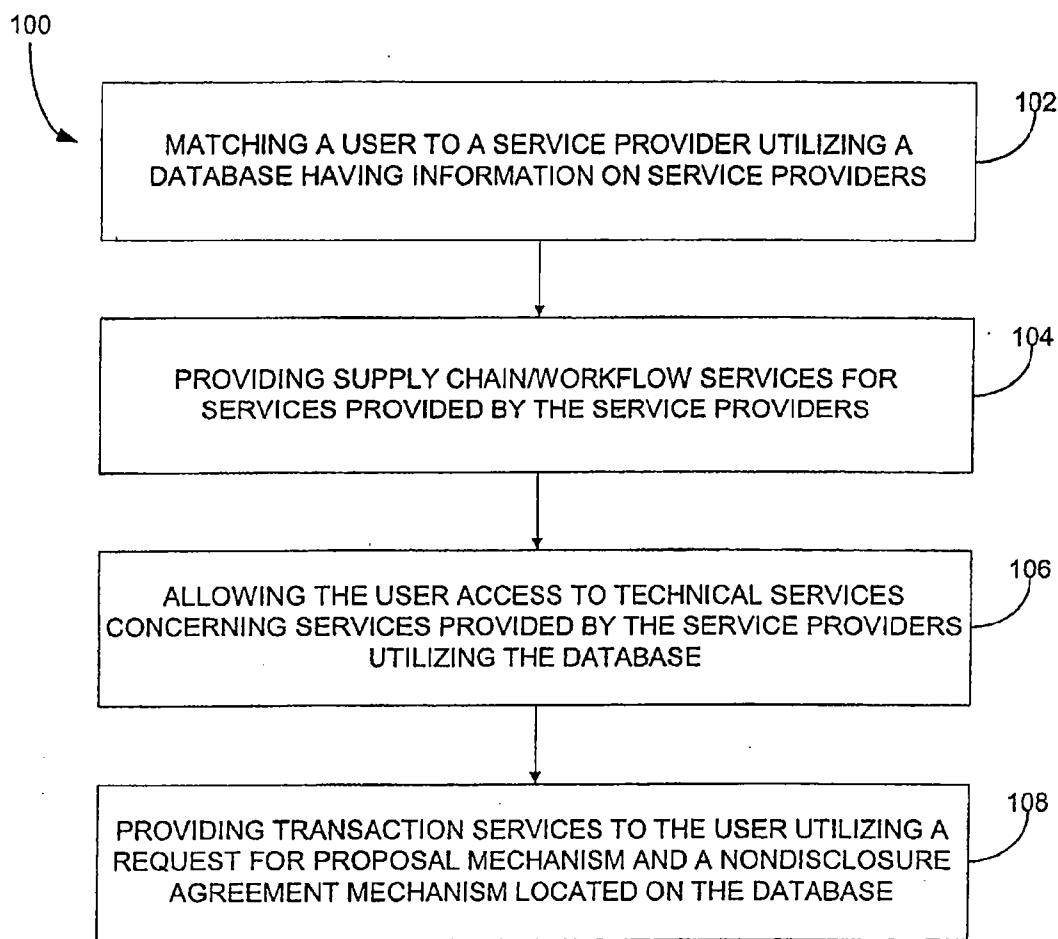 100
102
MATCHING A USER TO A SERVICE PROVIDER UTILIZING A
DATABASE HAVING INFORMATION ON SERVICE PROVIDERS
104
PROVIDING SUPPLY CHAIN/WORKFLOW SERVICES FOR
SERVICES PROVIDED BY THE SERVICE PROVIDERS
106
ALLOWING THE USER ACCESS TO TECHNICAL SERVICES
CONCERNING SERVICES PROVIDED BY THE SERVICE PROVIDERS
UTILIZING THE DATABASE
108
PROVIDING TRANSACTION SERVICES TO THE USER UTILIZING A
REQUEST FOR PROPOSAL MECHANISM AND A NONDISCLOSURE
AGREEMENT MECHANISM LOCATED ON THE DATABASE